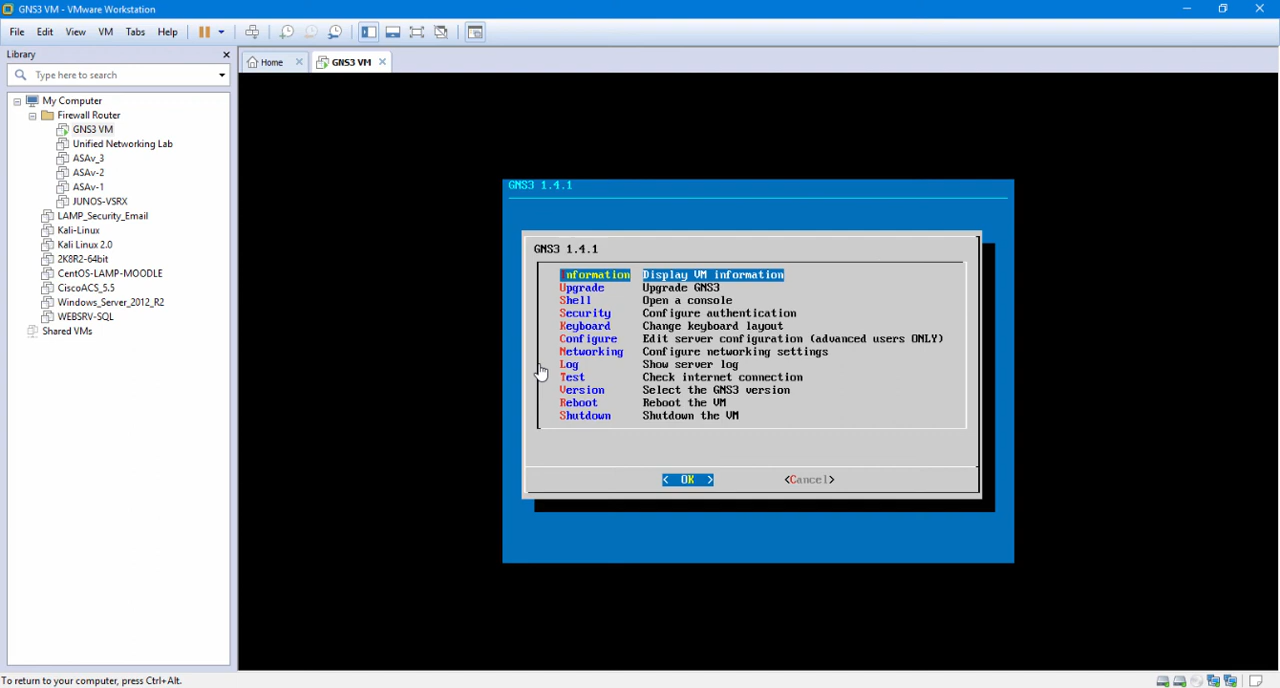 GNS3 VM - VMware Workstation
File Edit View VM Tabs Help
Library
Type here to search
Home
GNS3 VM
My Computer
Firewall Router
GNS3 VM
Unified Networking Lab
ASAv_3
ASAv-2
ASAv-1
JUNOS-VSRX
LAMP_Security_Email
Kali-Linux
Kali Linux 2.0
2K8R2-64bit
CentOS-LAMP-MOODLE
CiscoACS_5.5
Windows_Server_2012_R2
WEBSRV-SQL
Shared VMs
GNS3 1.4.1
GNS3 1.4.1
Information Display VM information
Upgrade Upgrade GNS3
Shell Open a console
Security Configure authentication
Keyboard Change keyboard layout
Configure Edit server configuration (advanced users ONLY)
Networking Configure networking settings
Log Show server log
Test Check internet connection
Version Select the GNS3 version
Reboot Reboot the VM
Shutdown Shutdown the VM
< OK > <Cancel>
To return to your computer, press Ctrl+Alt.